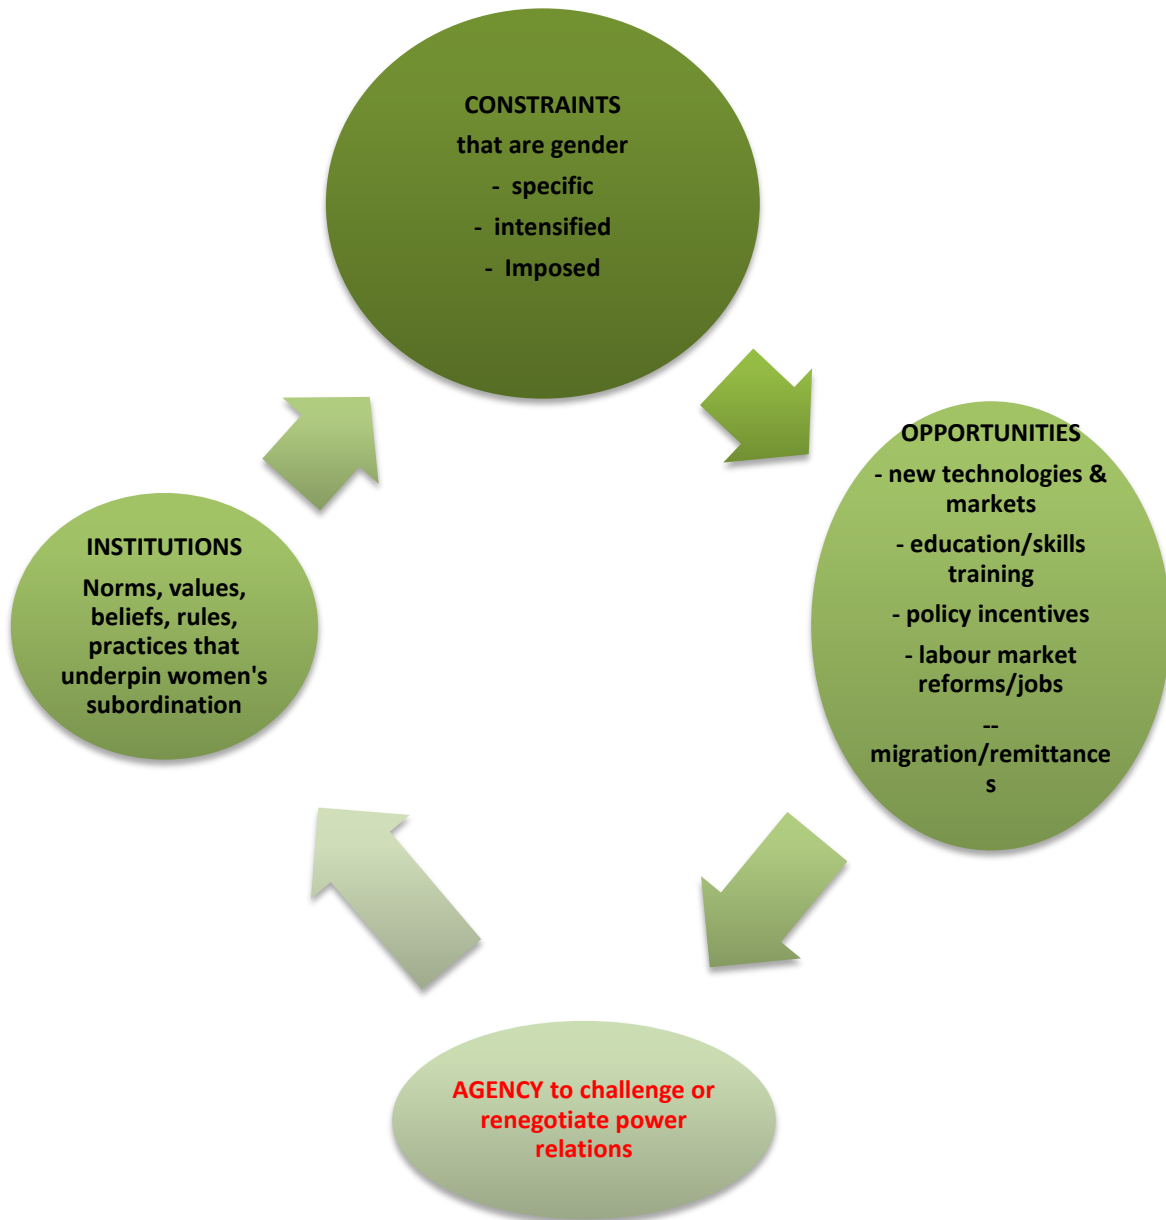 CONSTRAINTS
that are gender
- specific
- intensified
- Imposed
OPPORTUNITIES
- new technologies &
markets
- education/skills
training
- policy incentives
- labour market
reforms/jobs
--
migration/remittance
s
AGENCY to challenge or
renegotiate power
relations
INSTITUTIONS
Norms, values,
beliefs, rules,
practices that
underpin women's
subordination